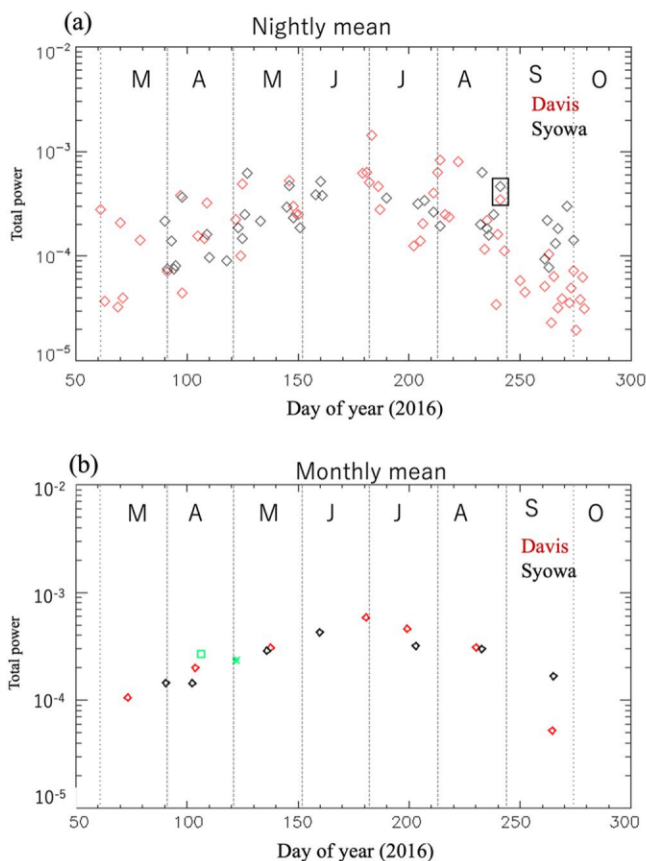 (a)
Nightly mean
10-2
M A M J J A S O
Davis
Syowa
10-3
Total power
10-4
10-5
50 100 150 200 250 300
Day of year (2016)
(b)
Monthly mean
10-2
M A M J J A S O
Davis
Syowa
10-3
Total power
10-4
10-5
50 100 150 200 250 300
Day of year (2016)